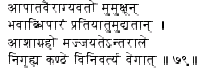 आपातवैराग्यवतो मुमुक्षून्
भवाब्धिपारं प्रतियातुमुद्यतान् ।
आशाग्रहो मज्जयतेऽन्तराले
निगृह्य कण्ठे विनिवर्त्य वेगात् ॥ ७९ ॥